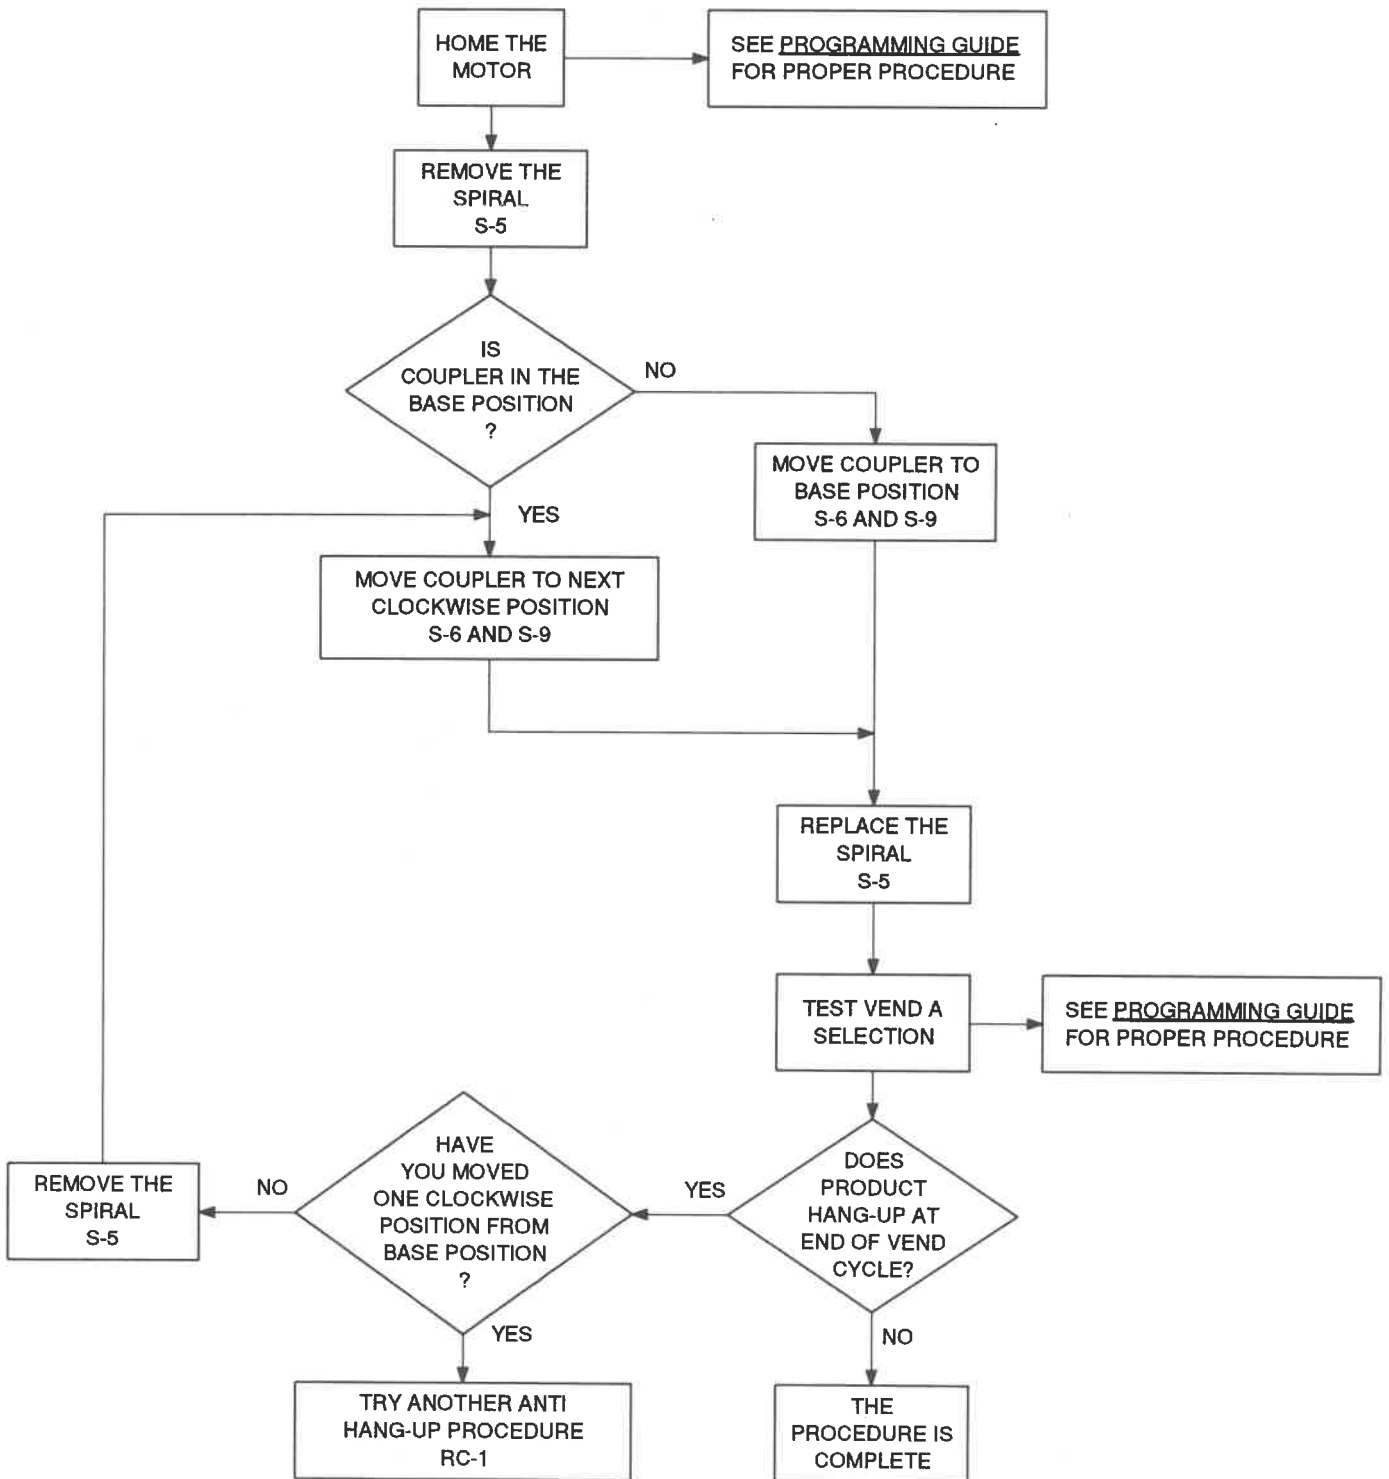 HOME THE
MOTOR
SEE PROGRAMMING GUIDE
FOR PROPER PROCEDURE
REMOVE THE
SPIRAL
S-5
IS
COUPLER IN THE
BASE POSITION
?
NO
YES
MOVE COUPLER TO
BASE POSITION
S-6 AND S-9
MOVE COUPLER TO NEXT
CLOCKWISE POSITION
S-6 AND S-9
REPLACE THE
SPIRAL
S-5
TEST VEND A
SELECTION
SEE PROGRAMMING GUIDE
FOR PROPER PROCEDURE
DOES
PRODUCT
HANG-UP AT
END OF VEND
CYCLE?
YES
NO
HAVE
YOU MOVED
ONE CLOCKWISE
POSITION FROM
BASE POSITION
?
NO
YES
REMOVE THE
SPIRAL
S-5
TRY ANOTHER ANTI
HANG-UP PROCEDURE
RC-1
THE
PROCEDURE IS
COMPLETE